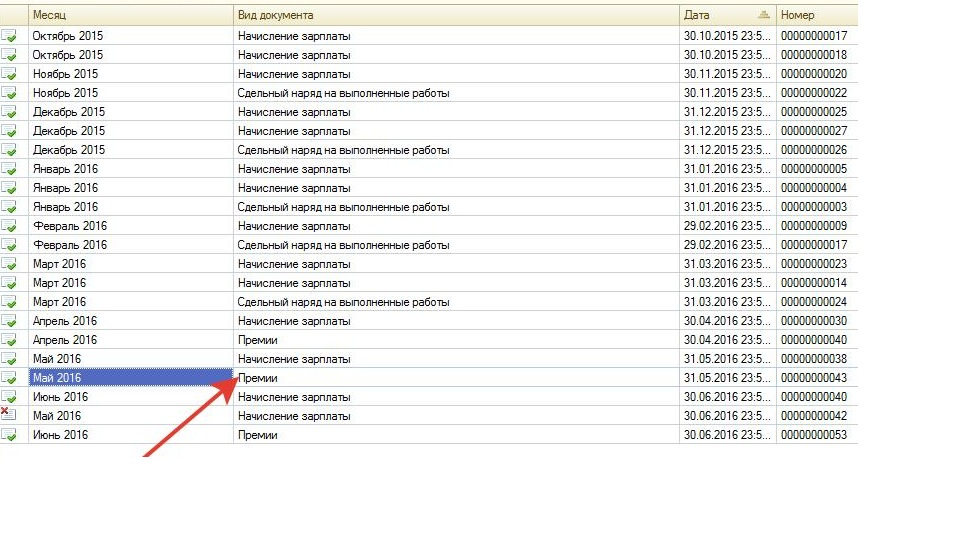 Месяц Вид документа Дата Номер
Октябрь 2015 Начисление зарплаты 30.10.2015 23:5... 00000000017
Октябрь 2015 Начисление зарплаты 30.10.2015 23:5... 00000000018
Ноябрь 2015 Начисление зарплаты 30.11.2015 23:5... 00000000020
Ноябрь 2015 Сдельный наряд на выполненные работы 30.11.2015 23:5... 00000000022
Декабрь 2015 Начисление зарплаты 31.12.2015 23:5... 00000000025
Декабрь 2015 Начисление зарплаты 31.12.2015 23:5... 00000000027
Декабрь 2015 Сдельный наряд на выполненные работы 31.12.2015 23:5... 00000000026
Январь 2016 Начисление зарплаты 31.01.2016 23:5... 00000000005
Январь 2016 Начисление зарплаты 31.01.2016 23:5... 00000000004
Январь 2016 Сдельный наряд на выполненные работы 31.01.2016 23:5... 00000000003
Февраль 2016 Начисление зарплаты 29.02.2016 23:5... 00000000009
Февраль 2016 Сдельный наряд на выполненные работы 29.02.2016 23:5... 00000000017
Март 2016 Начисление зарплаты 31.03.2016 23:5... 00000000023
Март 2016 Начисление зарплаты 31.03.2016 23:5... 00000000014
Март 2016 Сдельный наряд на выполненные работы 31.03.2016 23:5... 00000000024
Апрель 2016 Начисление зарплаты 30.04.2016 23:5... 00000000030
Апрель 2016 Премии 30.04.2016 23:5... 00000000040
Май 2016 Начисление зарплаты 31.05.2016 23:5... 00000000038
Май 2016 Премии 31.05.2016 23:5... 00000000043
Июнь 2016 Начисление зарплаты 30.06.2016 23:5... 00000000040
Май 2016 Начисление зарплаты 30.06.2016 23:5... 00000000042
Июнь 2016 Премии 30.06.2016 23:5... 00000000053